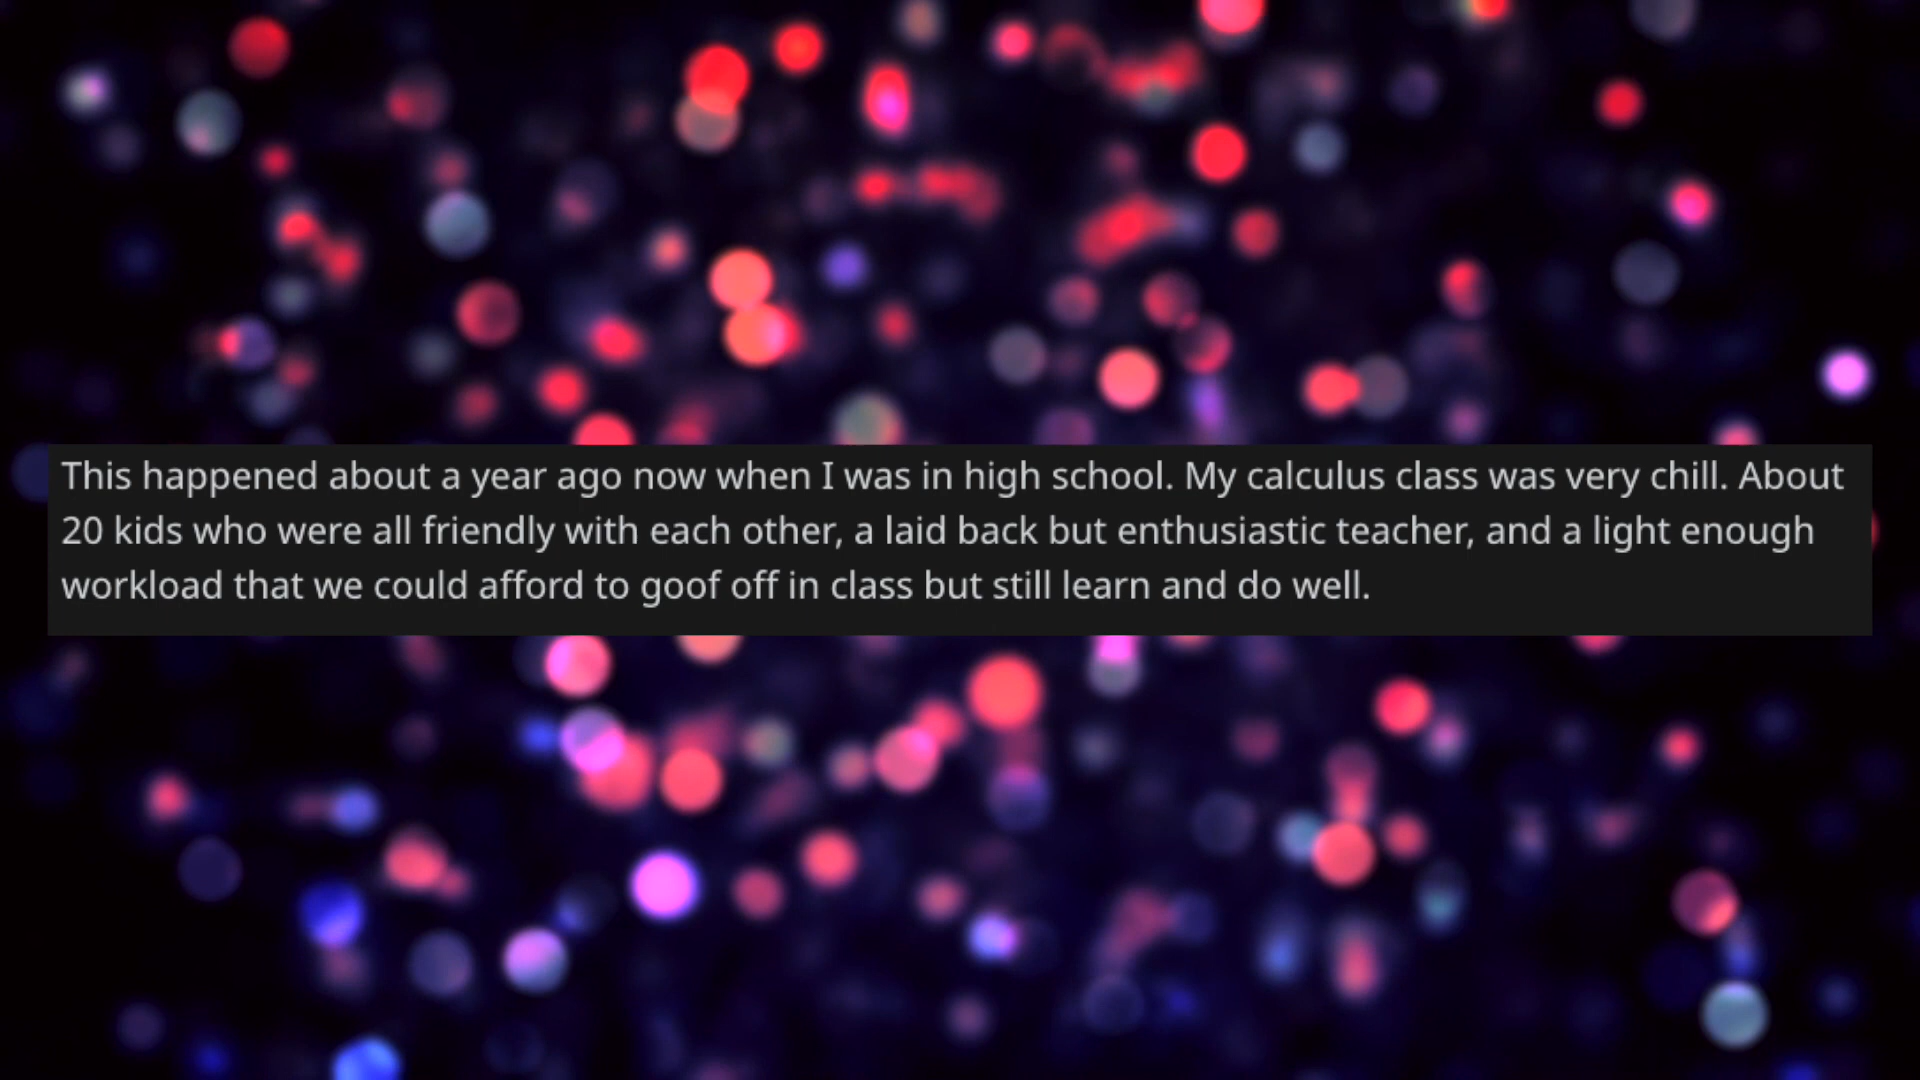 This happened about a year ago now when I was in high school. My calculus class was very chill. About
20 kids who were all friendly with each other, a laid back but enthusiastic teacher, and a light enough
workload that we could afford to goof off in class but still learn and do well.